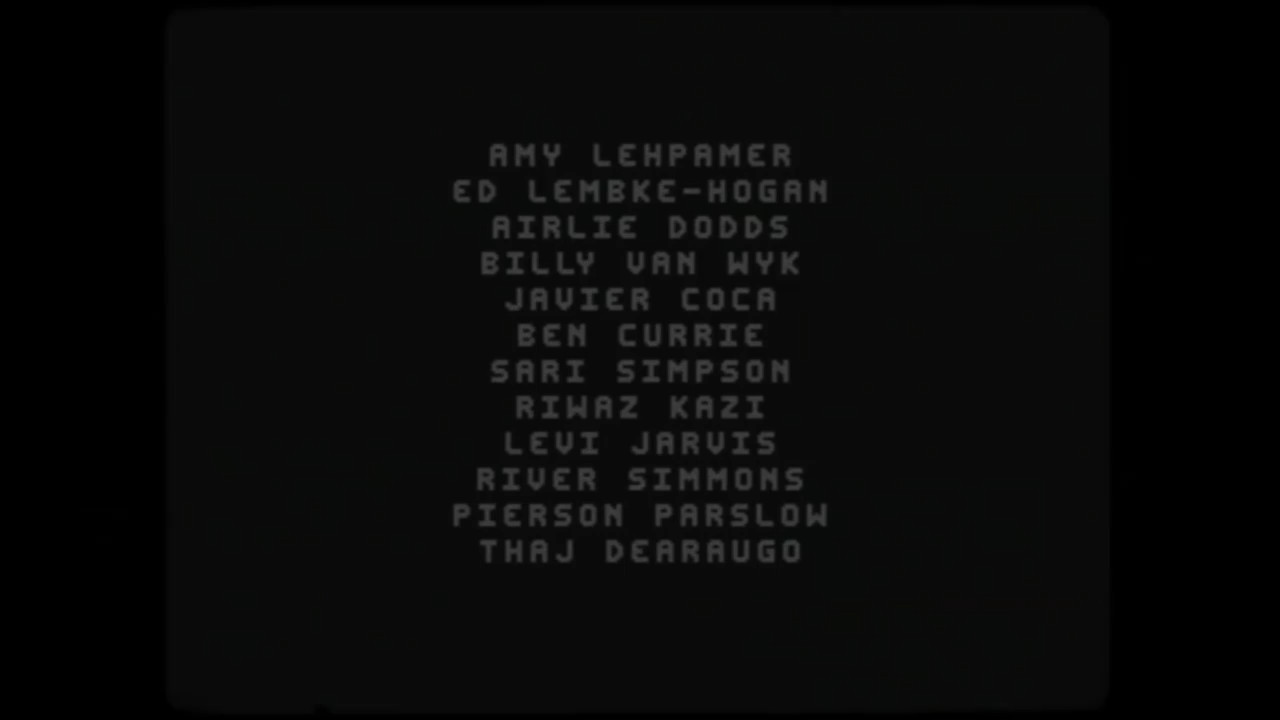 AMY LEHPAMER
ED LEMBKE-HOGAN
AIRLIE DODDS
BILLY VAN WYK
JAVIER COCA
BEN CURRIE
SARI SIMPSON
RIWAZ KAZI
LEVI JARVIS
RIVER SIMMONS
PIERSON PARSLOW
THAJ DEARAUGO